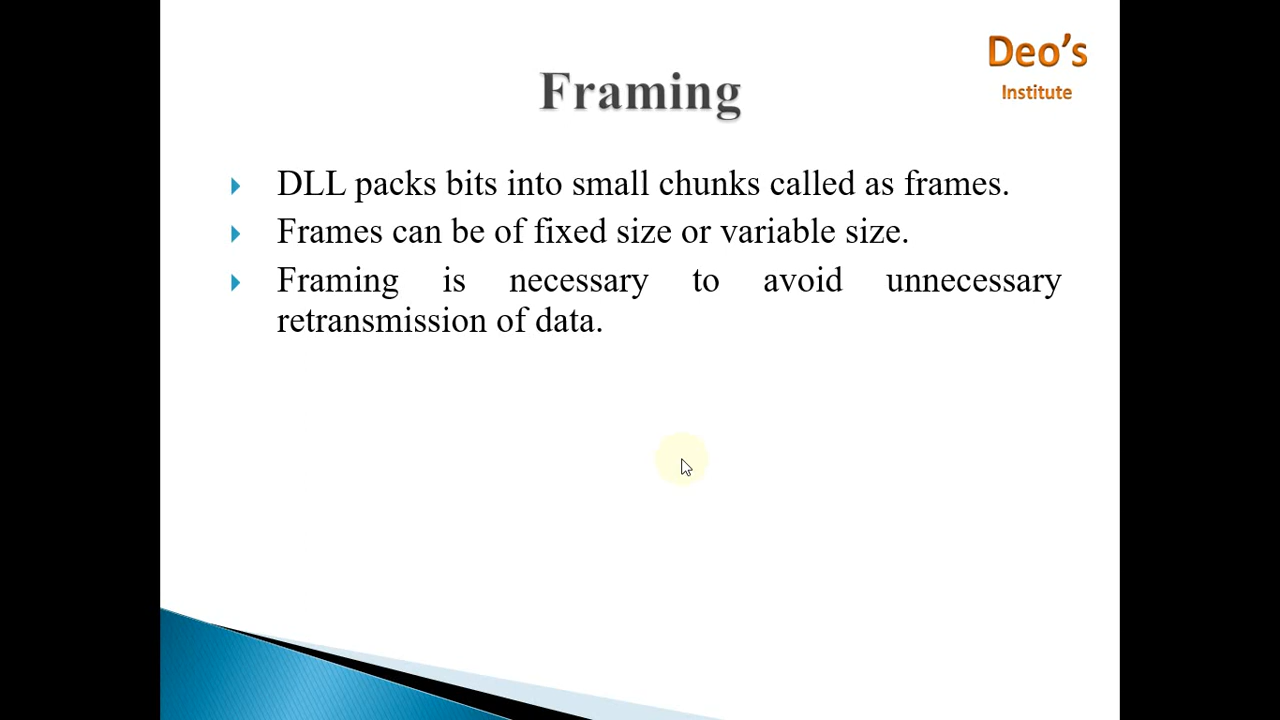 Deo's
Institute
Framing
DLL packs bits into small chunks called as frames.
Frames can be of fixed size or variable size.
Framing is necessary to avoid unnecessary
retransmission of data.